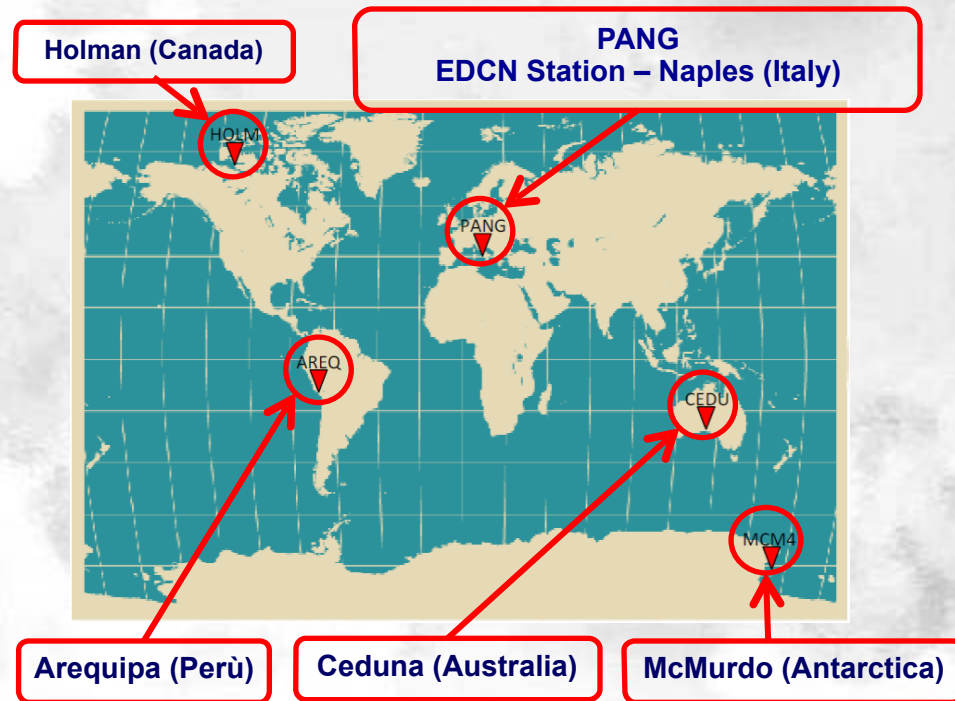 Holman (Canada)
PANG
EDCN Station – Naples (Italy)
HOLM
PANG
AREQ
CEDU
MCM4
Arequipa (Perù)
Ceduna (Australia)
McMurdo (Antarctica)